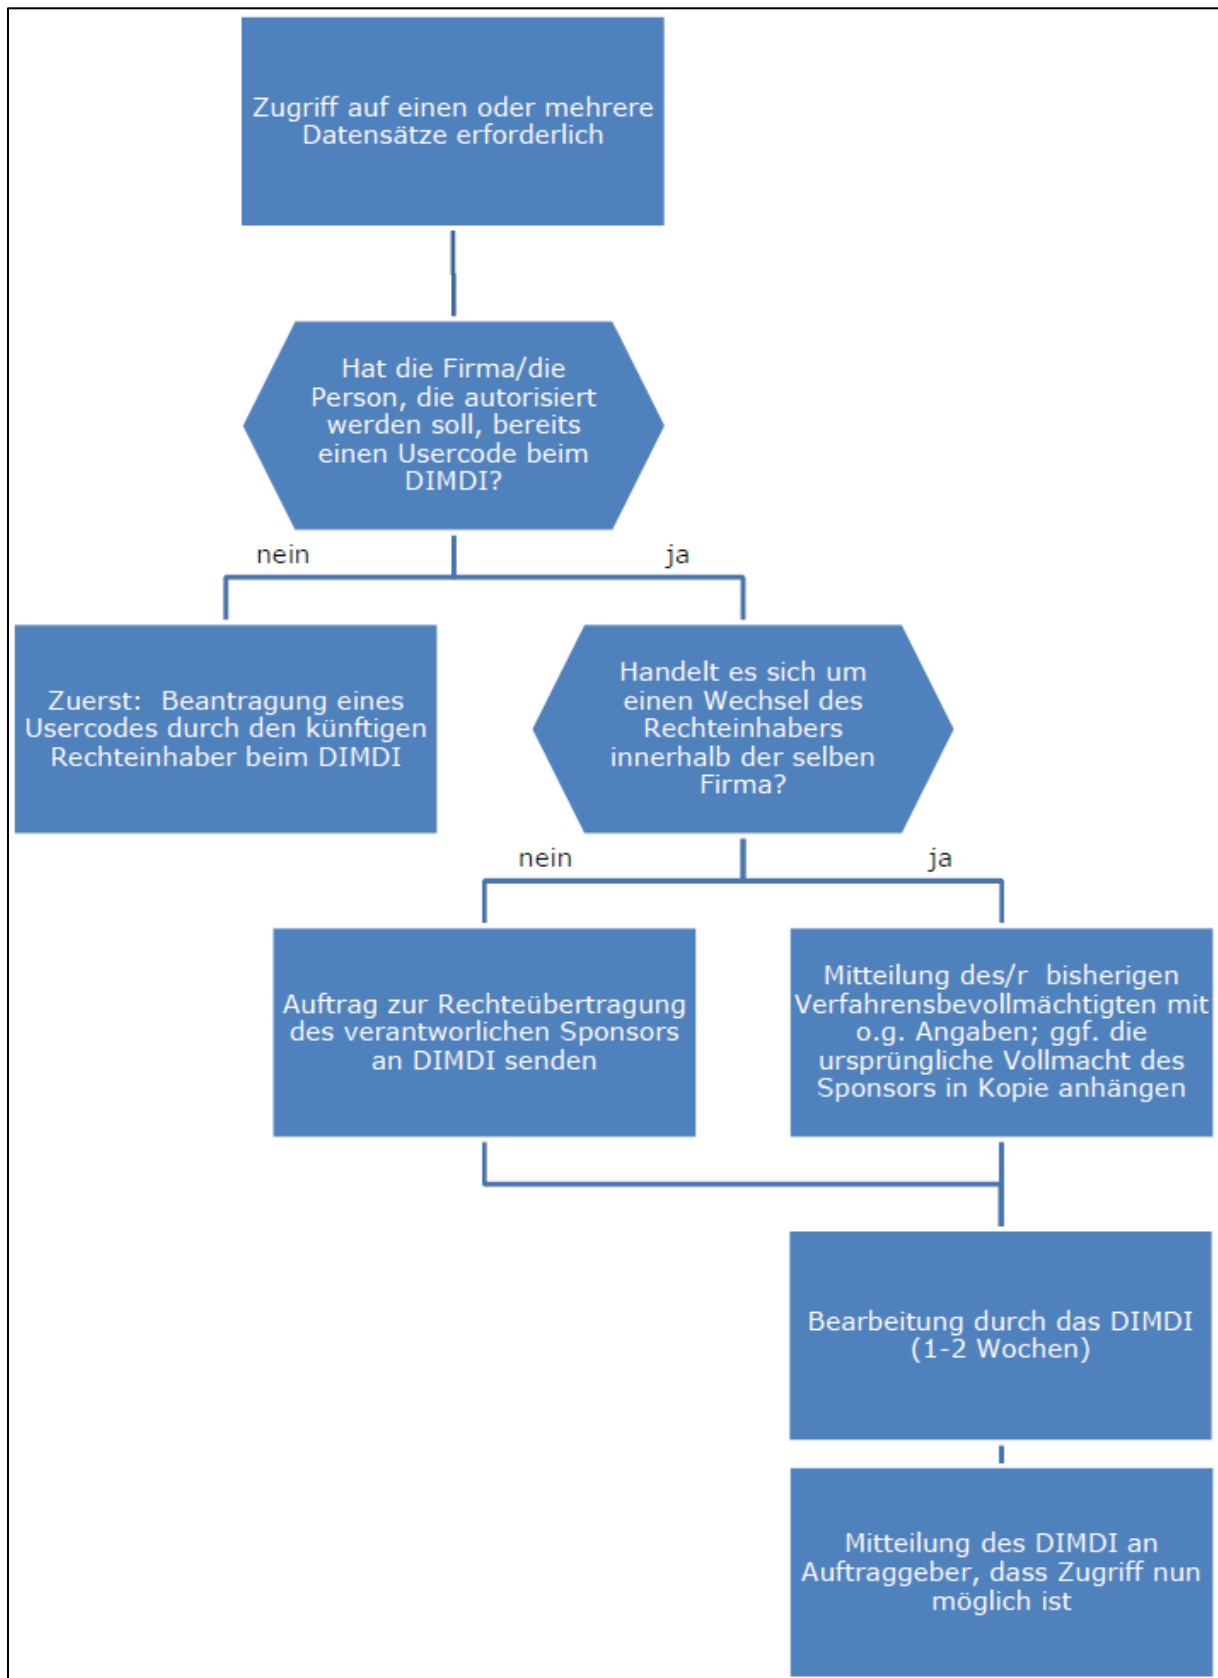 Zugriff auf einen oder mehrere
Datensätze erforderlich
Hat die Firma/die
Person, die autorisiert
werden soll, bereits
einen Usercode beim
DIMDI?
nein
ja
Zuerst:  Beantragung eines
Usercodes durch den künftigen
Rechteinhaber beim DIMDI
Handelt es sich um
einen Wechsel des
Rechteinhabers
innerhalb der selben
Firma?
nein
ja
Auftrag zur Rechteübertragung
des verantworlichen Sponsors
an DIMDI senden
Mitteilung des/r  bisherigen
Verfahrensbevollmächtigten mit
o.g. Angaben; ggf. die
ursprüngliche Vollmacht des
Sponsors in Kopie anhängen
Bearbeitung durch das DIMDI
(1-2 Wochen)
Mitteilung des DIMDI an
Auftraggeber, dass Zugriff nun
möglich ist